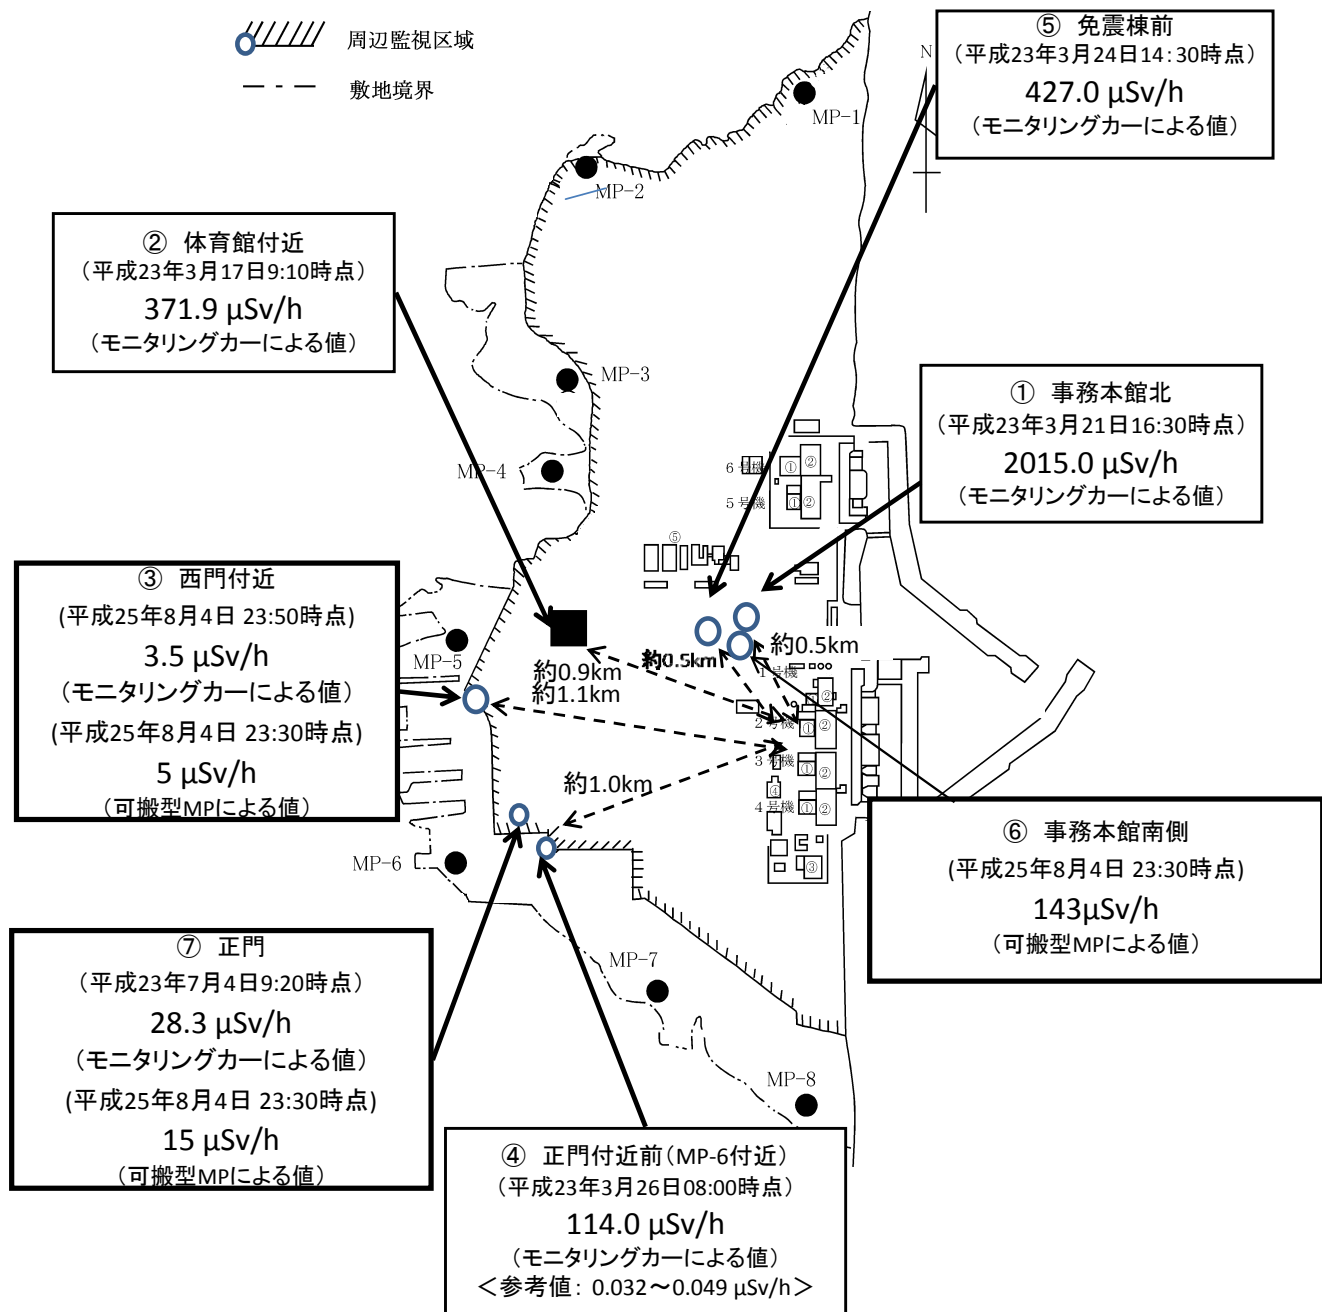 周辺監視区域
敷地境界
⑤ 免震棟前
（平成23年3月24日14:30時点）
427.0 μSv/h
（モニタリングカーによる値）
N
MP-1
MP-2
② 体育館付近
（平成23年3月17日9:10時点）
371.9 μSv/h
（モニタリングカーによる値）
MP-3
① 事務本館北
（平成23年3月21日16:30時点）
2015.0 μSv/h
（モニタリングカーによる値）
MP-4
6号機
① ②
5号機
① ②
⑤
③ 西門付近
(平成25年8月4日 23:50時点)
3.5 μSv/h
（モニタリングカーによる値）
(平成25年8月4日 23:30時点)
5 μSv/h
（可搬型MPによる値）
MP-5
約0.9km
約1.1km
約0.5km
約0.5km
1号機
②
2号機
① ②
3号機
① ②
④
4号機
① ②
③
約1.0km
MP-6
⑥ 事務本館南側
(平成25年8月4日 23:30時点)
143μSv/h
（可搬型MPによる値）
⑦ 正門
（平成23年7月4日9:20時点）
28.3 μSv/h
（モニタリングカーによる値）
(平成25年8月4日 23:30時点)
15 μSv/h
（可搬型MPによる値）
MP-7
MP-8
④ 正門付近前（MP-6付近）
（平成23年3月26日08:00時点）
114.0 μSv/h
（モニタリングカーによる値）
＜参考値： 0.032～0.049 μSv/h＞